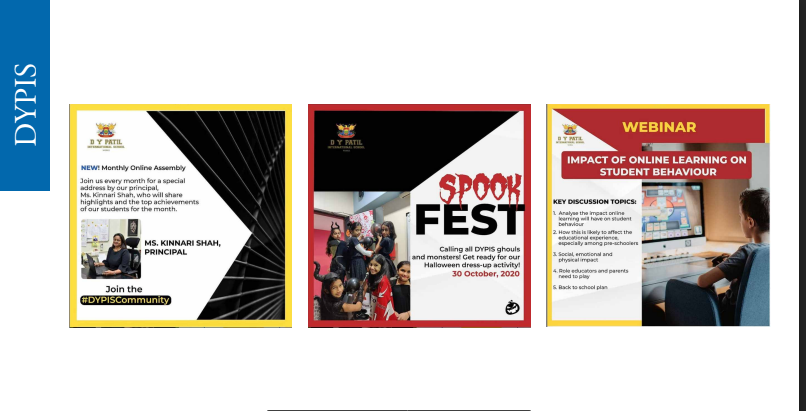 DYPIS
D Y PATIL
INTERNATIONAL SCHOOL
NEW! Monthly Online Assembly
Join us every month for a special
address by our principal,
Ms. Kinnari Shah, who will share
highlights and the top achievements
of our students for the month.
MS. KINNARI SHAH,
PRINCIPAL
Join the
#DYPISCommunity
D Y PATIL
INTERNATIONAL SCHOOL
SPOOK
FEST
Calling all DYPIS ghouls
and monsters! Get ready for our
Halloween dress-up activity!
30 October, 2020
D Y PATIL
INTERNATIONAL SCHOOL
WEBINAR
IMPACT OF ONLINE LEARNING ON
STUDENT BEHAVIOUR
KEY DISCUSSION TOPICS:
1. Analyse the impact online
learning will have on student
behaviour
2. How this is likely to affect the
educational experience,
especially among pre-schoolers
3. Social, emotional and
physical impact
4. Role educators and parents
need to play
5. Back to school plan